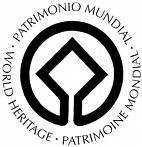 PATRIMONIO MUNDIAL •
WORLD HERITAGE •
PATRIMOINE MONDIAL •